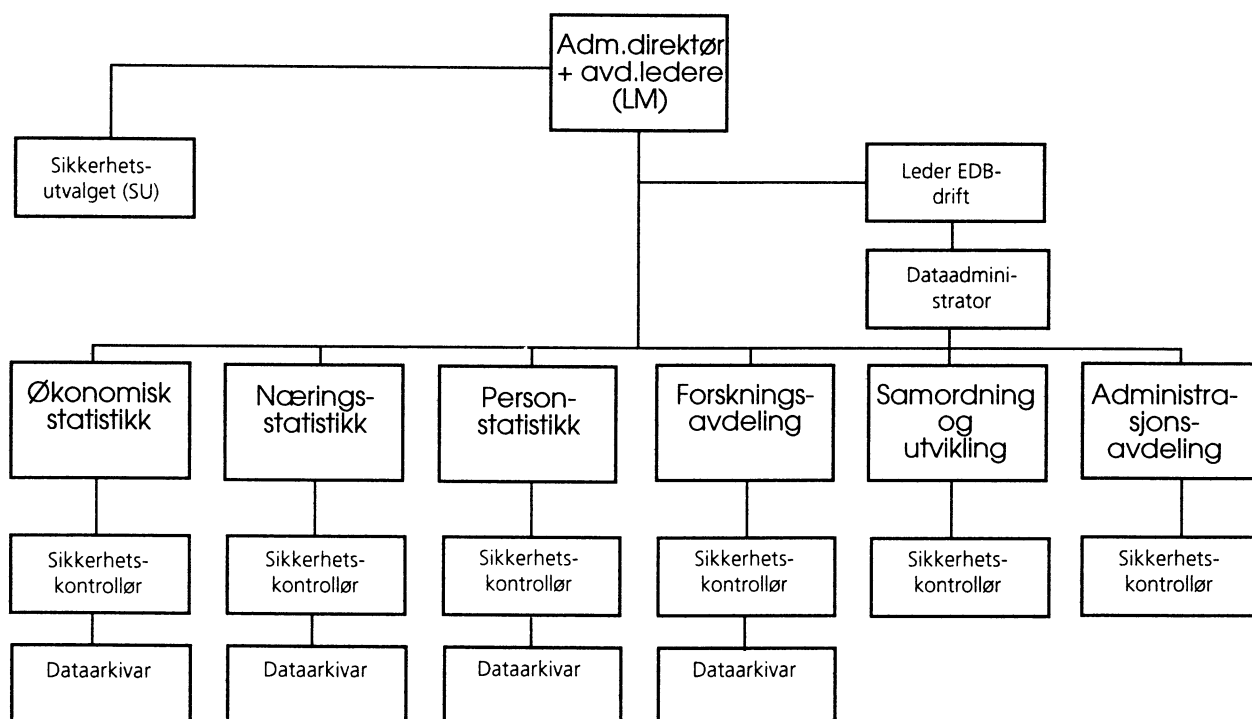 Adm.direktør
+ avd.ledere
(LM)
Sikkerhets-
utvalget (SU)
Leder EDB-
drift
Dataadmini-
strator
Økonomisk
statistikk
Nærings-
statistikk
Person-
statistikk
Forsknings-
avdeling
Samordning
og
utvikling
Administra-
sjons-
avdeling
Sikkerhets-
kontrollør
Sikkerhets-
kontrollør
Sikkerhets-
kontrollør
Sikkerhets-
kontrollør
Sikkerhets-
kontrollør
Sikkerhets-
kontrollør
Dataarkivar
Dataarkivar
Dataarkivar
Dataarkivar